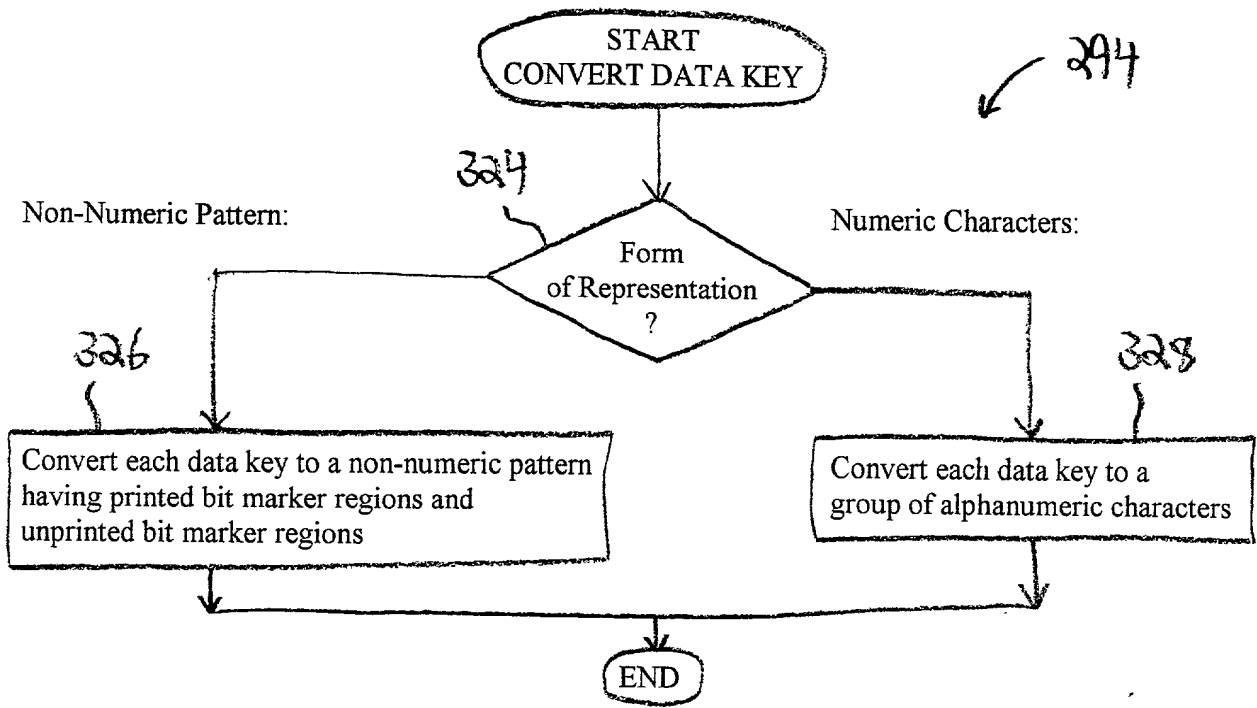 START
CONVERT DATA KEY
294
324
Non-Numeric Pattern:
Numeric Characters:
Form
of Representation
?
326
328
Convert each data key to a non-numeric pattern
having printed bit marker regions and
unprinted bit marker regions
Convert each data key to a
group of alphanumeric characters
END